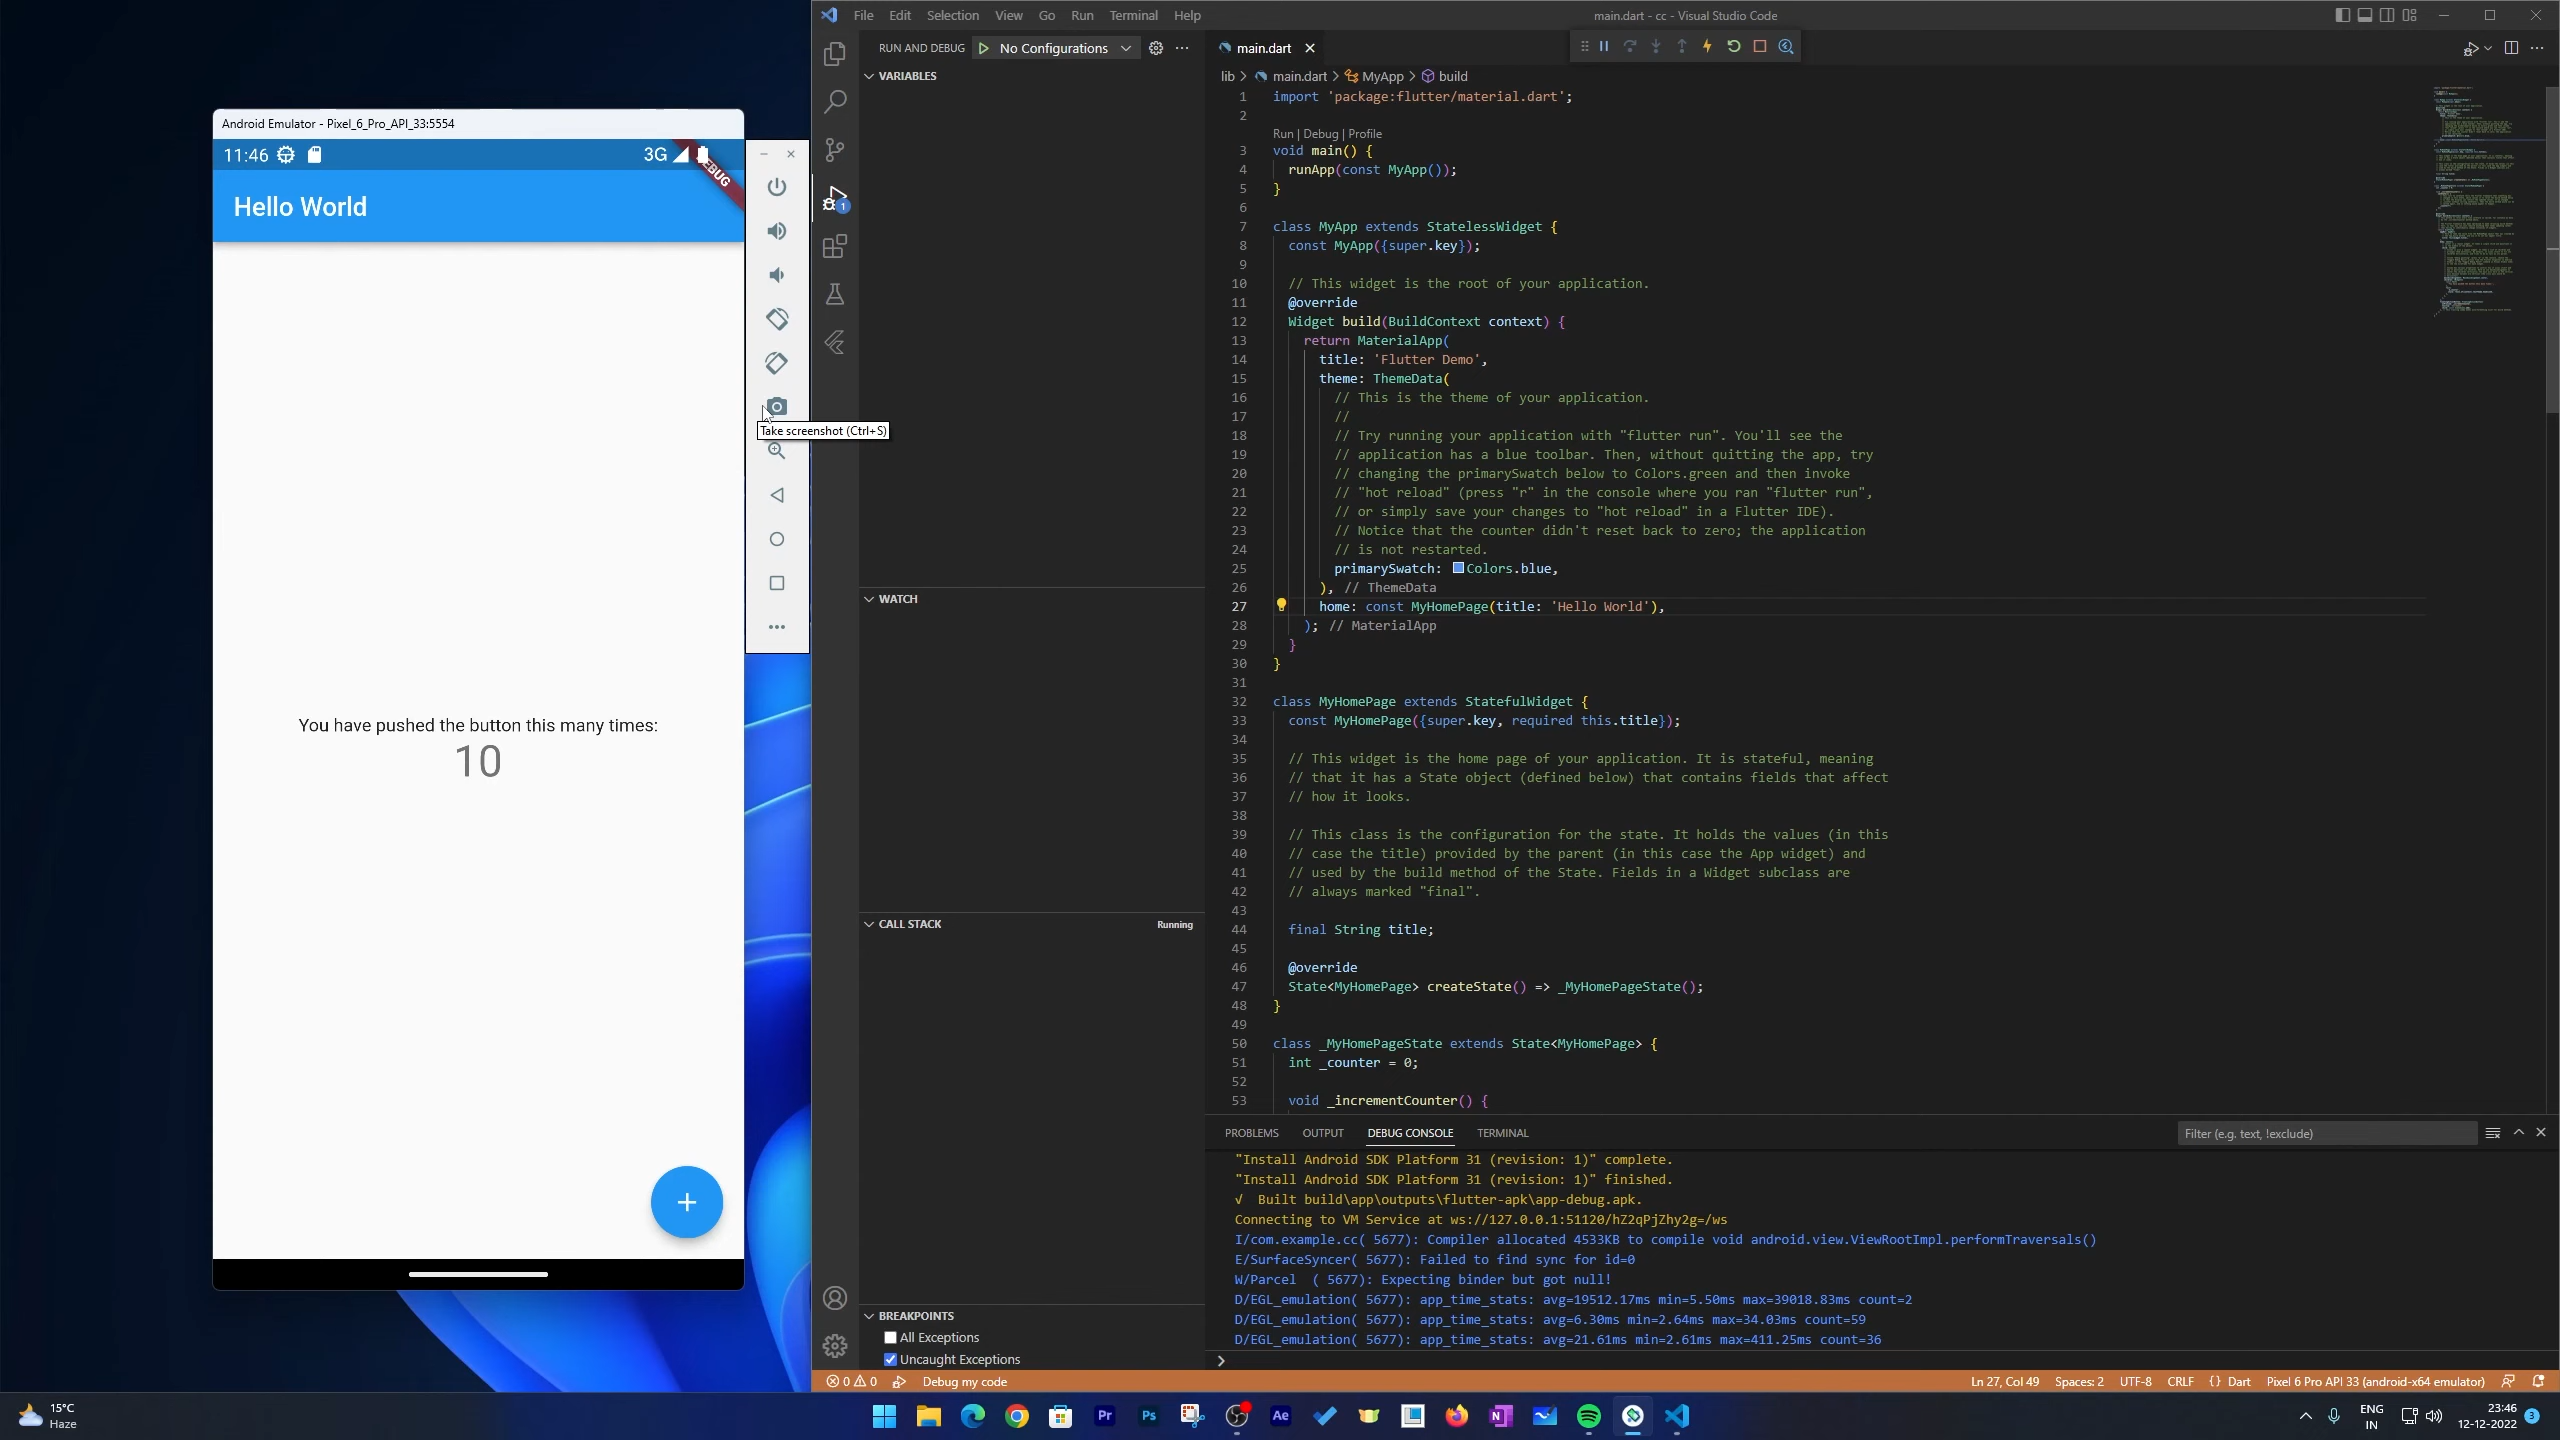 Android Emulator - Pixel_6_Pro_API_33:5554
11:46
3G
DEBUG
Hello World
You have pushed the button this many times:
10
+
Take screenshot (Ctrl+S)
File Edit Selection View Go Run Terminal Help
main.dart - cc - Visual Studio Code
RUN AND DEBUG
No Configurations
1
VARIABLES
WATCH
CALL STACK
Running
BREAKPOINTS
All Exceptions
Uncaught Exceptions
main.dart
lib > main.dart > MyApp > build
1 import 'package:flutter/material.dart';
2
Run | Debug | Profile
3 void main() {
4 runApp(const MyApp());
5 }
6
7 class MyApp extends StatelessWidget {
8 const MyApp({super.key});
9
10 // This widget is the root of your application.
11 @override
12 Widget build(BuildContext context) {
13 return MaterialApp(
14 title: 'Flutter Demo',
15 theme: ThemeData(
16 // This is the theme of your application.
17 //
18 // Try running your application with "flutter run". You'll see the
19 // application has a blue toolbar. Then, without quitting the app, try
20 // changing the primarySwatch below to Colors.green and then invoke
21 // "hot reload" (press "r" in the console where you ran "flutter run",
22 // or simply save your changes to "hot reload" in a Flutter IDE).
23 // Notice that the counter didn't reset back to zero; the application
24 // is not restarted.
25 primarySwatch: Colors.blue,
26 ), // ThemeData
27 home: const MyHomePage(title: 'Hello World'),
28 ); // MaterialApp
29 }
30 }
31
32 class MyHomePage extends StatefulWidget {
33 const MyHomePage({super.key, required this.title});
34
35 // This widget is the home page of your application. It is stateful, meaning
36 // that it has a State object (defined below) that contains fields that affect
37 // how it looks.
38
39 // This class is the configuration for the state. It holds the values (in this
40 // case the title) provided by the parent (in this case the App widget) and
41 // used by the build method of the State. Fields in a Widget subclass are
42 // always marked "final".
43
44 final String title;
45
46 @override
47 State<MyHomePage> createState() => _MyHomePageState();
48 }
49
50 class _MyHomePageState extends State<MyHomePage> {
51 int _counter = 0;
52
53 void _incrementCounter() {
PROBLEMS OUTPUT DEBUG CONSOLE TERMINAL
Filter (e.g. text, !exclude)
"Install Android SDK Platform 31 (revision: 1)" complete.
"Install Android SDK Platform 31 (revision: 1)" finished.
√ Built build\app\outputs\flutter-apk\app-debug.apk.
Connecting to VM Service at ws://127.0.0.1:51120/hZ2qPjZhy2g=/ws
I/com.example.cc( 5677): Compiler allocated 4533KB to compile void android.view.ViewRootImpl.performTraversals()
E/SurfaceSyncer( 5677): Failed to find sync for id=0
W/Parcel ( 5677): Expecting binder but got null!
D/EGL_emulation( 5677): app_time_stats: avg=19512.17ms min=5.50ms max=39018.83ms count=2
D/EGL_emulation( 5677): app_time_stats: avg=6.30ms min=2.64ms max=34.03ms count=59
D/EGL_emulation( 5677): app_time_stats: avg=21.61ms min=2.61ms max=411.25ms count=36
0 0 Debug my code
Ln 27, Col 49 Spaces: 2 UTF-8 CRLF {} Dart Pixel 6 Pro API 33 (android-x64 emulator)
15°C
Haze
Pr
Ps
Ae
N
ENG
IN
23:46
12-12-2022
3